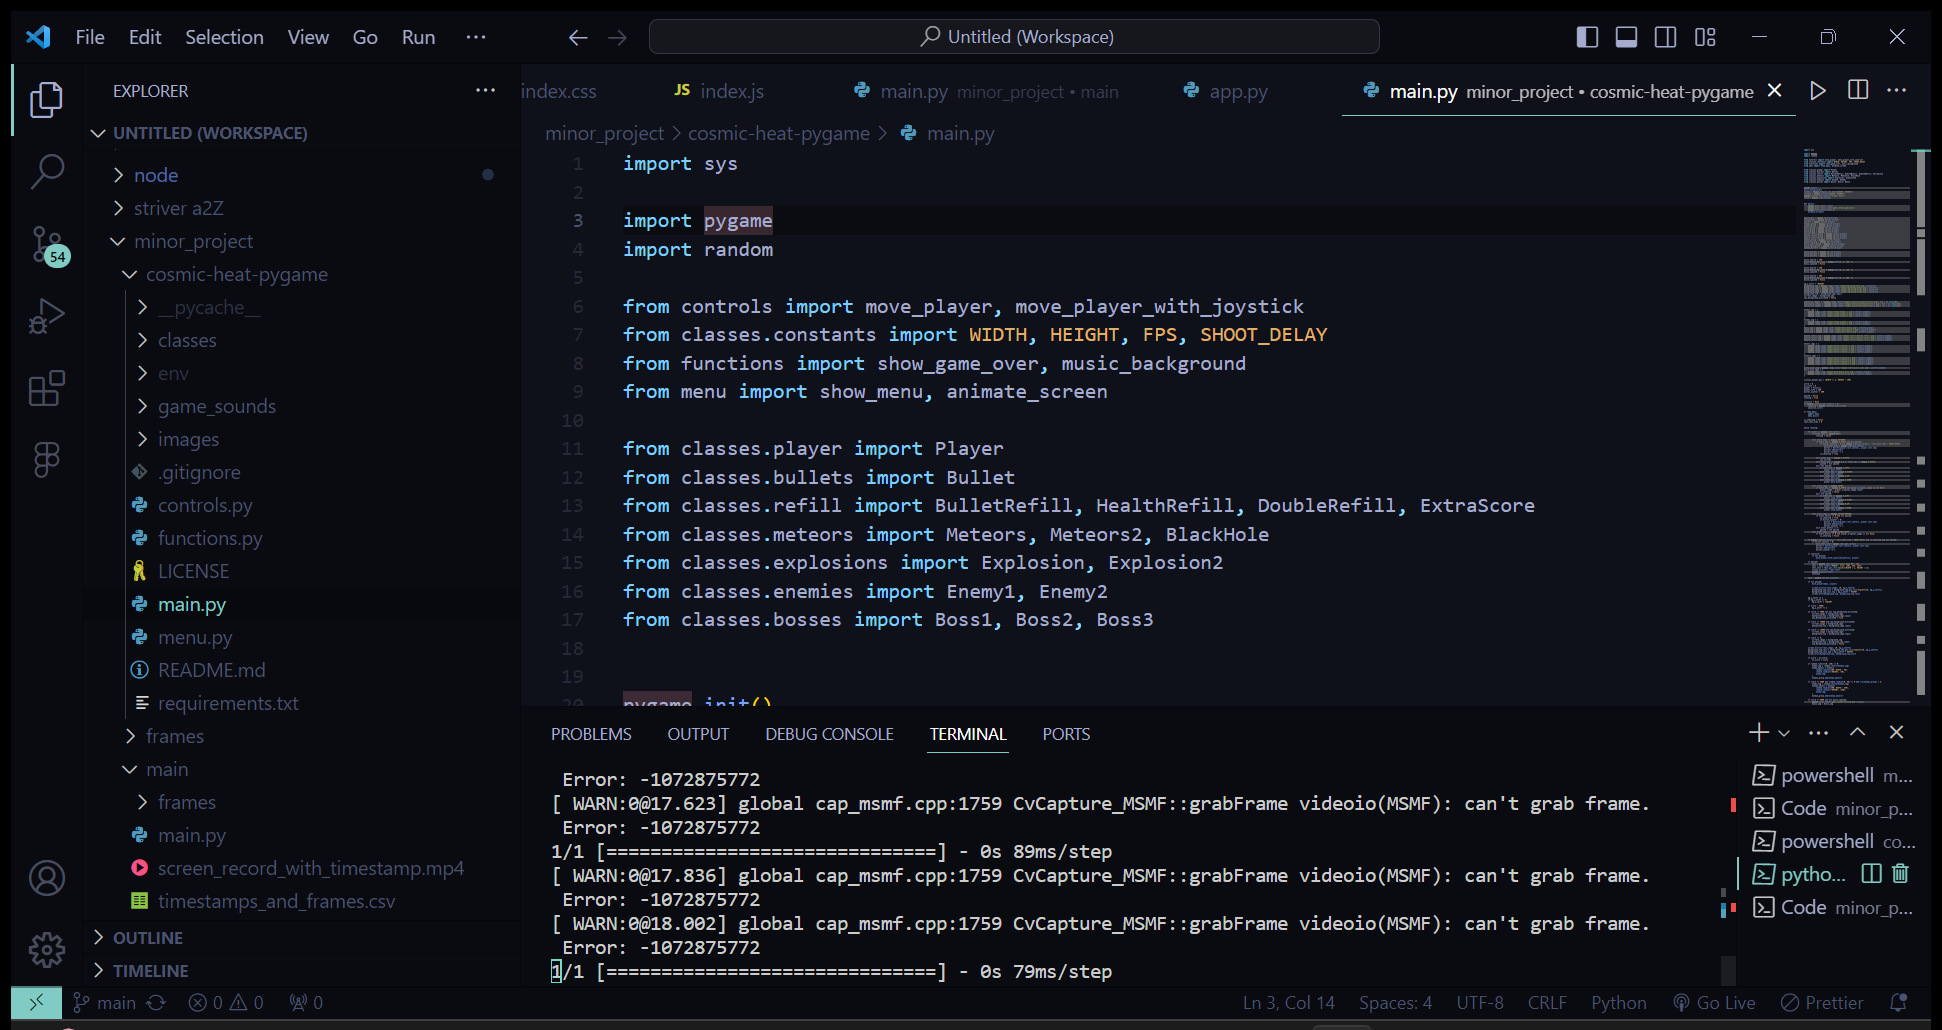 File Edit Selection View Go Run ···
Untitled (Workspace)
EXPLORER
index.css
JS index.js
main.py minor_project • main
app.py
main.py minor_project • cosmic-heat-pygame
UNTITLED (WORKSPACE)
node
striver a2Z
minor_project
cosmic-heat-pygame
__pycache__
classes
env
game_sounds
images
.gitignore
controls.py
functions.py
LICENSE
main.py
menu.py
README.md
requirements.txt
frames
main
frames
main.py
screen_record_with_timestamp.mp4
timestamps_and_frames.csv
OUTLINE
TIMELINE
54
minor_project > cosmic-heat-pygame > main.py
1 import sys
2
3 import pygame
4 import random
5
6 from controls import move_player, move_player_with_joystick
7 from classes.constants import WIDTH, HEIGHT, FPS, SHOOT_DELAY
8 from functions import show_game_over, music_background
9 from menu import show_menu, animate_screen
10
11 from classes.player import Player
12 from classes.bullets import Bullet
13 from classes.refill import BulletRefill, HealthRefill, DoubleRefill, ExtraScore
14 from classes.meteors import Meteors, Meteors2, BlackHole
15 from classes.explosions import Explosion, Explosion2
16 from classes.enemies import Enemy1, Enemy2
17 from classes.bosses import Boss1, Boss2, Boss3
18
19
20 pygame.init()
PROBLEMS OUTPUT DEBUG CONSOLE TERMINAL PORTS
Error: -1072875772
[ WARN:0@17.623] global cap_msmf.cpp:1759 CvCapture_MSMF::grabFrame videoio(MSMF): can't grab frame.
Error: -1072875772
1/1 [==============================] - 0s 89ms/step
[ WARN:0@17.836] global cap_msmf.cpp:1759 CvCapture_MSMF::grabFrame videoio(MSMF): can't grab frame.
Error: -1072875772
[ WARN:0@18.002] global cap_msmf.cpp:1759 CvCapture_MSMF::grabFrame videoio(MSMF): can't grab frame.
Error: -1072875772
1/1 [==============================] - 0s 79ms/step
powershell m...
Code minor_p...
powershell co...
pytho...
Code minor_p...
main 0 0 0
Ln 3, Col 14 Spaces: 4 UTF-8 CRLF Python Go Live Prettier